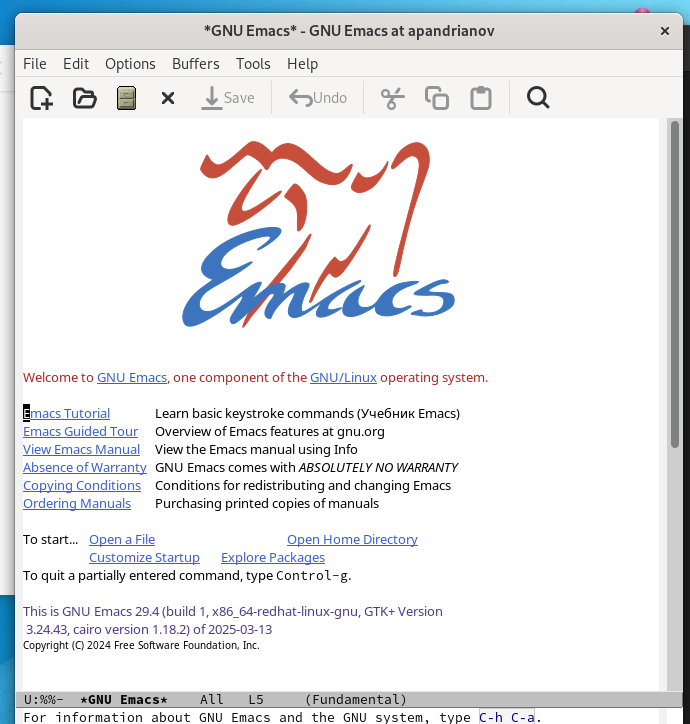 *GNU Emacs* - GNU Emacs at apandrianov
File Edit Options Buffers Tools Help
Save Undo
Emacs
Welcome to GNU Emacs, one component of the GNU/Linux operating system.
Emacs Tutorial Learn basic keystroke commands (Учебник Emacs)
Emacs Guided Tour Overview of Emacs features at gnu.org
View Emacs Manual View the Emacs manual using Info
Absence of Warranty GNU Emacs comes with ABSOLUTELY NO WARRANTY
Copying Conditions Conditions for redistributing and changing Emacs
Ordering Manuals Purchasing printed copies of manuals
To start... Open a File Open Home Directory
Customize Startup Explore Packages
To quit a partially entered command, type Control-g.
This is GNU Emacs 29.4 (build 1, x86_64-redhat-linux-gnu, GTK+ Version
3.24.43, cairo version 1.18.2) of 2025-03-13
Copyright (C) 2024 Free Software Foundation, Inc.
U:%%- *GNU Emacs* All L5 (Fundamental)
For information about GNU Emacs and the GNU system, type C-h C-a.